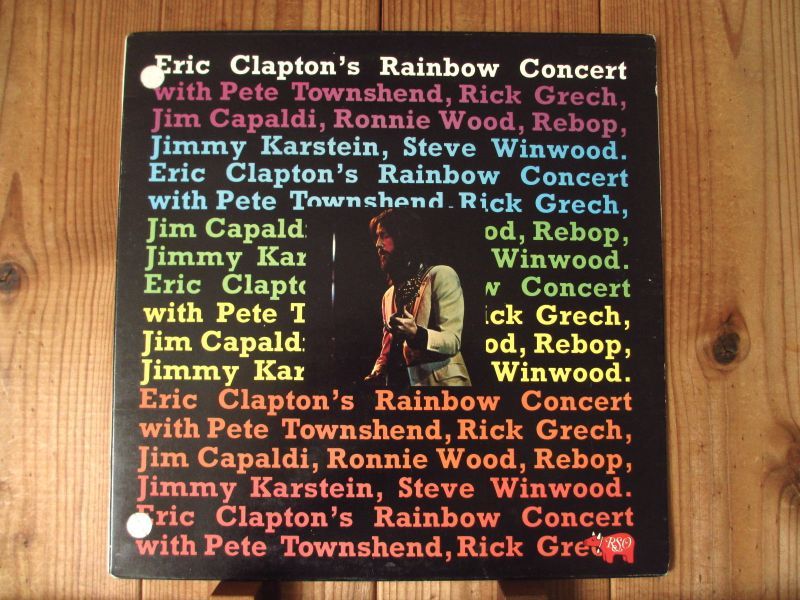 Eric Clapton's Rainbow Concert
with Pete Townshend, Rick Grech,
Jim Capaldi, Ronnie Wood, Rebop,
Jimmy Karstein, Steve Winwood.
Eric Clapton's Rainbow Concert
with Pete Townshend, Rick Grech,
Jim Capald od, Rebop,
Jimmy Kar Winwood.
Eric Clapto w Concert
with Pete T ick Grech,
Jim Capald od, Rebop,
Jimmy Kar Winwood.
Eric Clapton's Rainbow Concert
with Pete Townshend, Rick Grech,
Jim Capaldi, Ronnie Wood, Rebop,
Jimmy Karstein, Steve Winwood.
Eric Clapton's Rainbow Concert
with Pete Townshend, Rick Gre
RSO